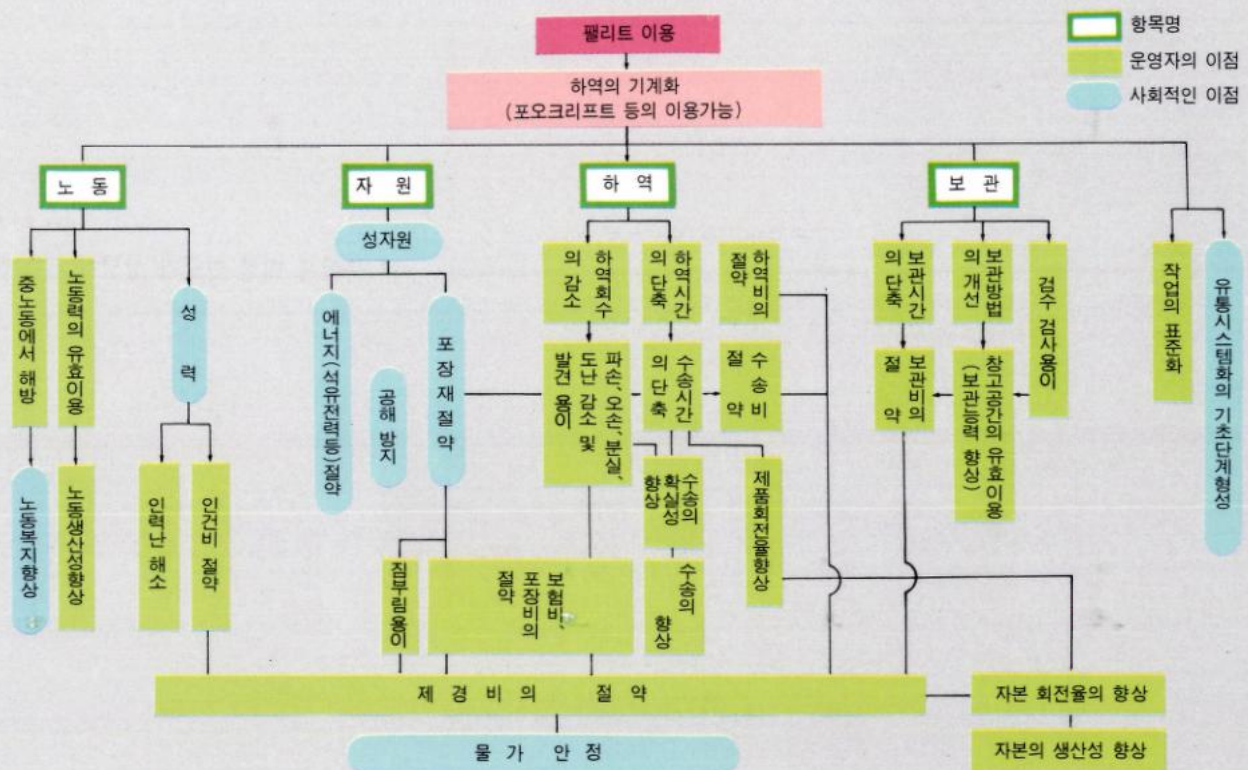 팰리트 이용
하역의 기계화
(포오크리프트 등의 이용가능)
항목명
운영자의 이점
사회적인 이점
노 동
자 원
하 역
보 관
중노동에서 해방
노동력의 유효이용
성 력
노동복지향상
노동생산성향상
인력난 해소
인건비 절약
성자원
에너지(석유전력등)절약
공해 방지
포장재절약
하역회수
의 감소
하역시간
의 단축
하역비의
절약
파손、오손、분실、
도난 감소 및
발견 용이
수송시간
의 단축
수송비
절 약
수송의
확실성
향상
제품회전율향상
짐부림용이
보험비、
포장비의
절약
수송의
향상
보관시간
의 단축
보관방법
의 개선
검수 검사용이
보관비의
절 약
창고공간의 유효이용
(보관능력 향상)
작업의 표준화
유통시스템화의 기초단계형성
제 경 비 의 절 약
자본 회전율의 향상
물 가 안 정
자본의 생산성 향상